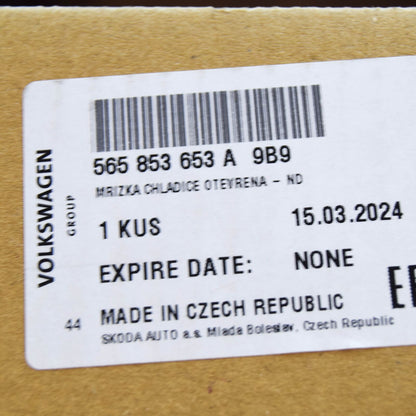 VOLKSWAGEN
GROUP
565 853 653 A 9B9
MRIZKA CHLADICE OTEVRENA - ND
1 KUS 15.03.2024
EXPIRE DATE: NONE
MADE IN CZECH REPUBLIC
44 SKODA AUTO a.s. Mlada Boleslav, Czech Republic